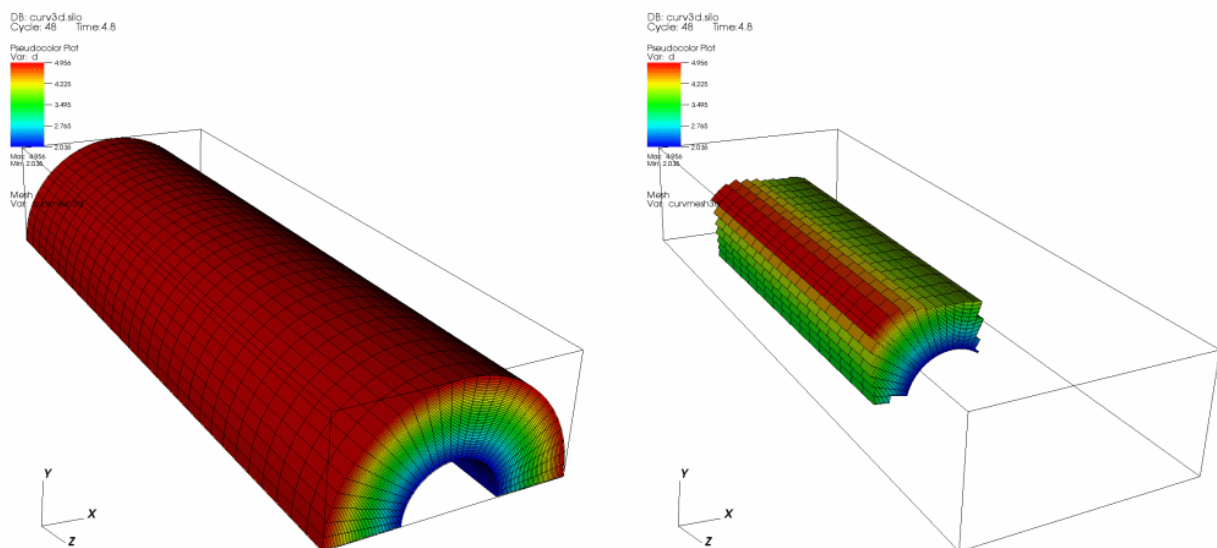 DB: curv3d.silo
Cycle: 48 Time:4.8
Pseudocolor Plot
Var: d
4.956
4.225
3.495
2.765
2.036
Max: 4.956
Min: 2.036
Mesh
Var: curvmesh3d
Y
X
Z
DB: curv3d.silo
Cycle: 48 Time:4.8
Pseudocolor Plot
Var: d
4.956
4.225
3.495
2.765
2.036
Max: 4.956
Min: 2.036
Mesh
Var: curvmesh3d
Y
X
Z